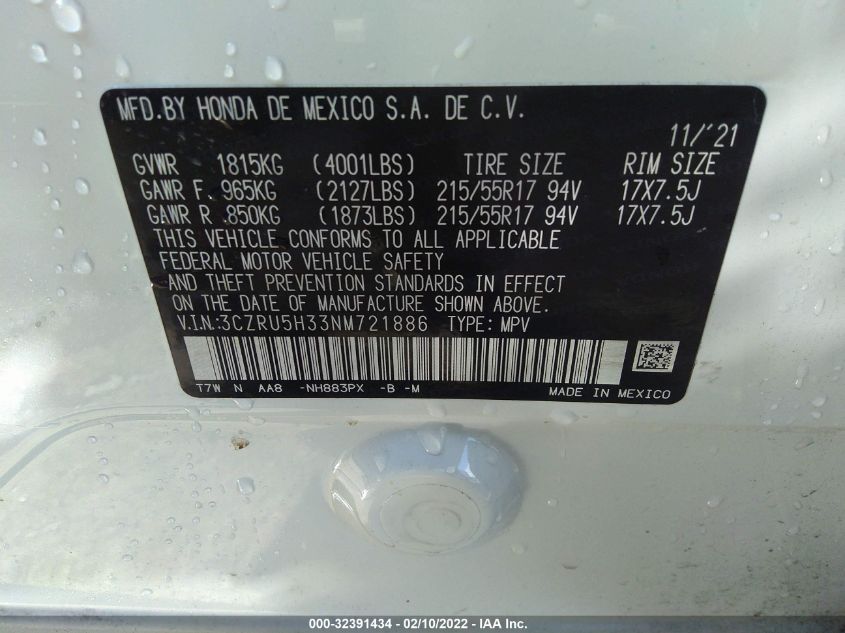 MFD.BY HONDA DE MEXICO S.A. DE C.V.
11/'21
GVWR 1815KG (4001LBS) TIRE SIZE RIM SIZE
GAWR F. 965KG (2127LBS) 215/55R17 94V 17X7.5J
GAWR R .850KG (1873LBS) 215/55R17 94V 17X7.5J
THIS VEHICLE CONFORMS TO ALL APPLICABLE
FEDERAL MOTOR VEHICLE SAFETY
AND THEFT PREVENTION STANDARDS IN EFFECT
ON THE DATE OF MANUFACTURE SHOWN ABOVE.
V.I.N:3CZRU5H33NM721886 TYPE: MPV
T7W N AA8 -NH883PX -B -M MADE IN MEXICO
000-32391434 - 02/10/2022 - IAA Inc.